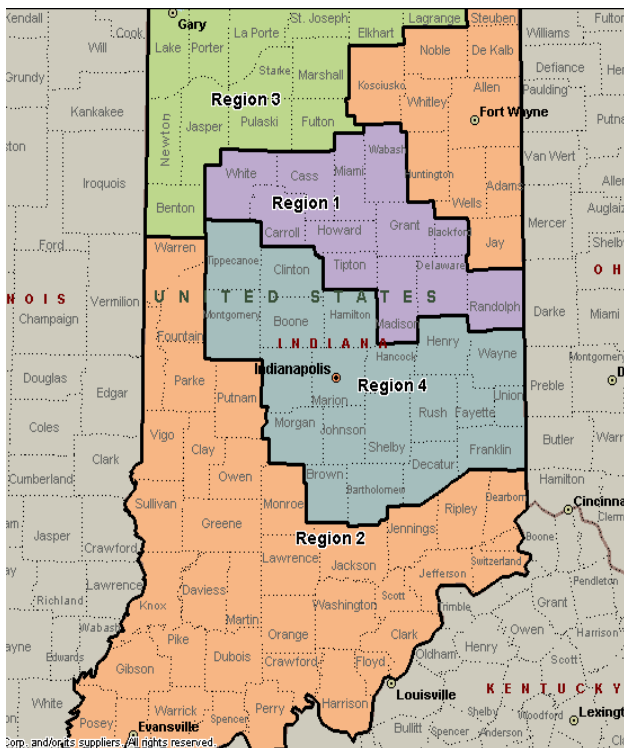 Kendall
Cook
Will
Grundy
Kankakee
Iroquois
Ford
Vermilion
Champaign
Douglas
Edgar
Coles
Clark
Cumberland
Jasper
Crawford
Richland
Lawrence
Wabash
Edwards
White
Gary
Lake
Porter
La Porte
St. Joseph
Elkhart
Lagrange
Steuben
Starke
Marshall
Kosciusko
Noble
De Kalb
Region 3
Newton
Jasper
Pulaski
Fulton
Whitley
Allen
Fort Wayne
Benton
White
Cass
Miami
Wabash
Huntington
Wells
Adams
Region 1
Carroll
Howard
Grant
Blackford
Jay
Warren
Tippecanoe
Clinton
Tipton
Delaware
Randolph
UNITED STATES
Fountain
Montgomery
Boone
Hamilton
Madison
INDIANA
Hancock
Henry
Wayne
Parke
Putnam
Indianapolis
Marion
Region 4
Rush
Fayette
Union
Vigo
Clay
Morgan
Johnson
Shelby
Franklin
Owen
Brown
Bartholomew
Decatur
Sullivan
Greene
Monroe
Region 2
Jennings
Ripley
Dearborn
Lawrence
Jackson
Jefferson
Switzerland
Knox
Daviess
Martin
Washington
Scott
Clark
Pike
Orange
Gibson
Dubois
Crawford
Floyd
Harrison
Posey
Evansville
Warrick
Spencer
Perry
Williams
Fulton
Defiance
Paulding
Van Wert
Mercer
Auglaiz
Shelby
Darke
Miami
Montgomery
Preble
Butler
Warr
Hamilton
Cincinna
Clerm
Boone
Pendleton
Trimble
Grant
Owen
Harrison
Oldham
Henry
Scott
Louisville
KENTUCKY
Shelby
Woodford
Lexingt
Bullitt
Spencer
Anderson
NOIS
OH
Corp. and/or its suppliers. All rights reserved.